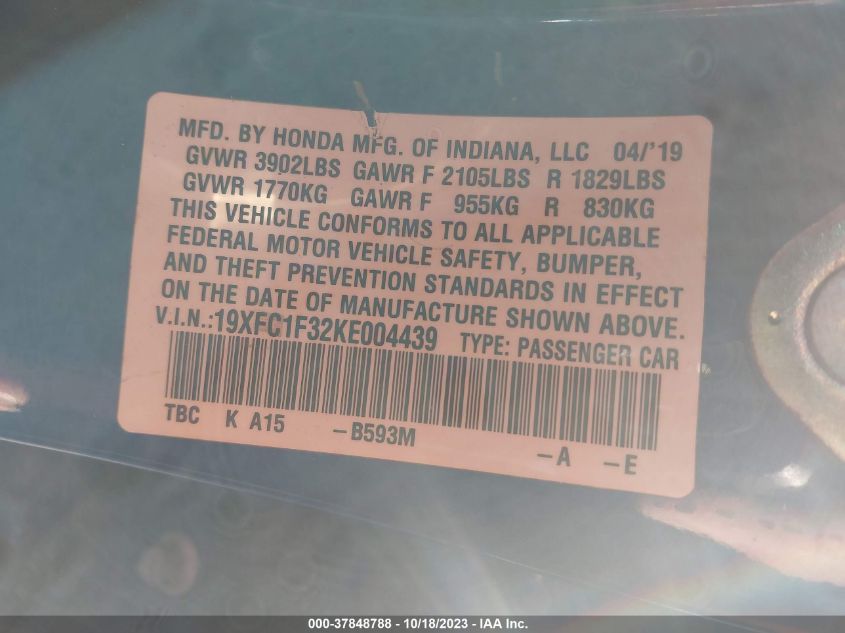 MFD. BY HONDA MFG. OF INDIANA, LLC 04/'19
GVWR 3902LBS GAWR F 2105LBS R 1829LBS
GVWR 1770KG GAWR F 955KG R 830KG
THIS VEHICLE CONFORMS TO ALL APPLICABLE
FEDERAL MOTOR VEHICLE SAFETY, BUMPER,
AND THEFT PREVENTION STANDARDS IN EFFECT
ON THE DATE OF MANUFACTURE SHOWN ABOVE.
V.I.N.:19XFC1F32KE004439 TYPE: PASSENGER CAR
TBC K A15 -B593M -A -E
000-37848788 - 10/18/2023 - IAA Inc.